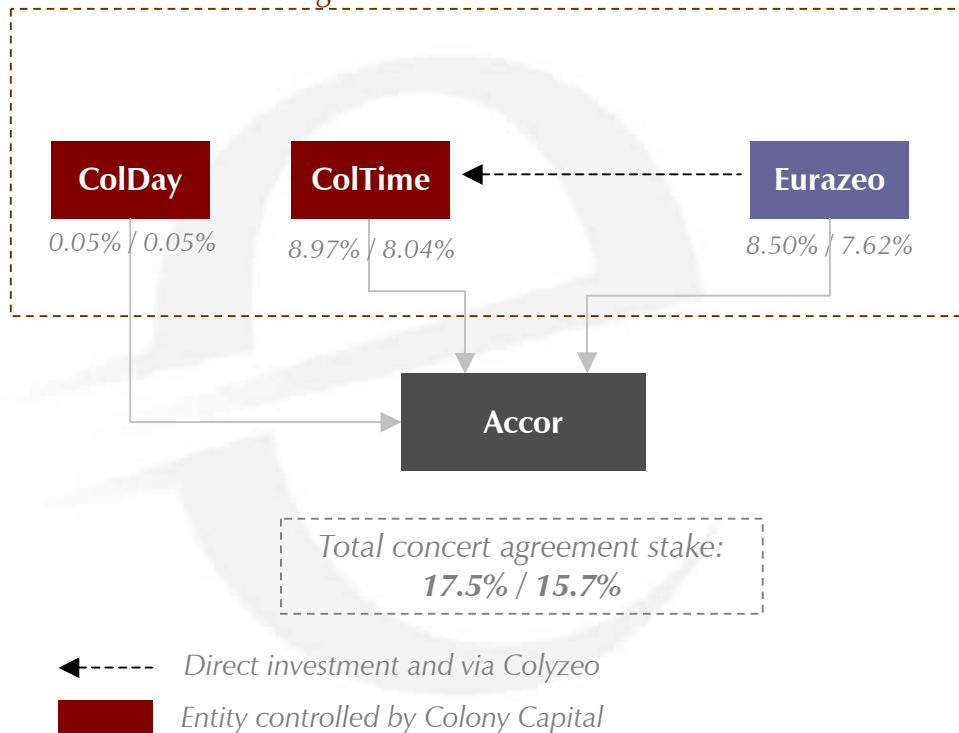 ColDay
ColTime
Eurazeo
0.05% / 0.05%
8.97% / 8.04%
8.50% / 7.62%
Accor
Total concert agreement stake:
17.5% / 15.7%
Direct investment and via Colyzeo
Entity controlled by Colony Capital